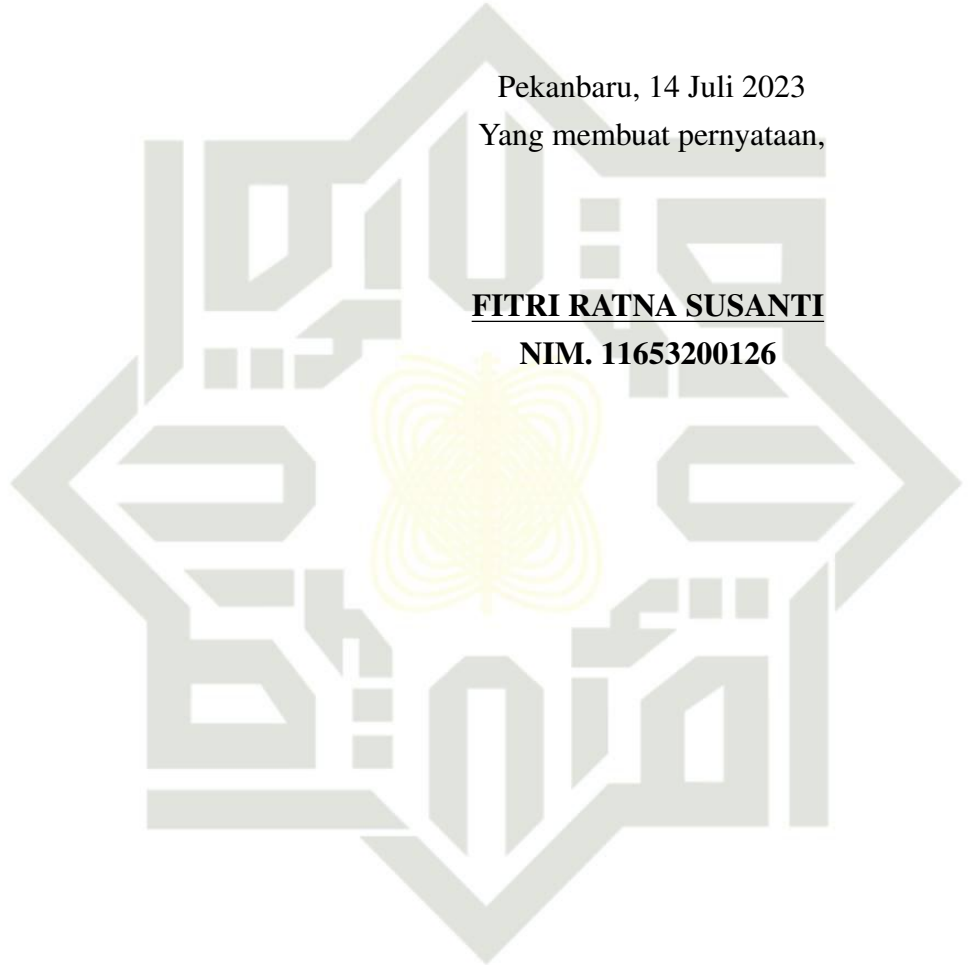 Pekanbaru, 14 Juli 2023
Yang membuat pernyataan,
FITRI RATNA SUSANTI
NIM. 11653200126